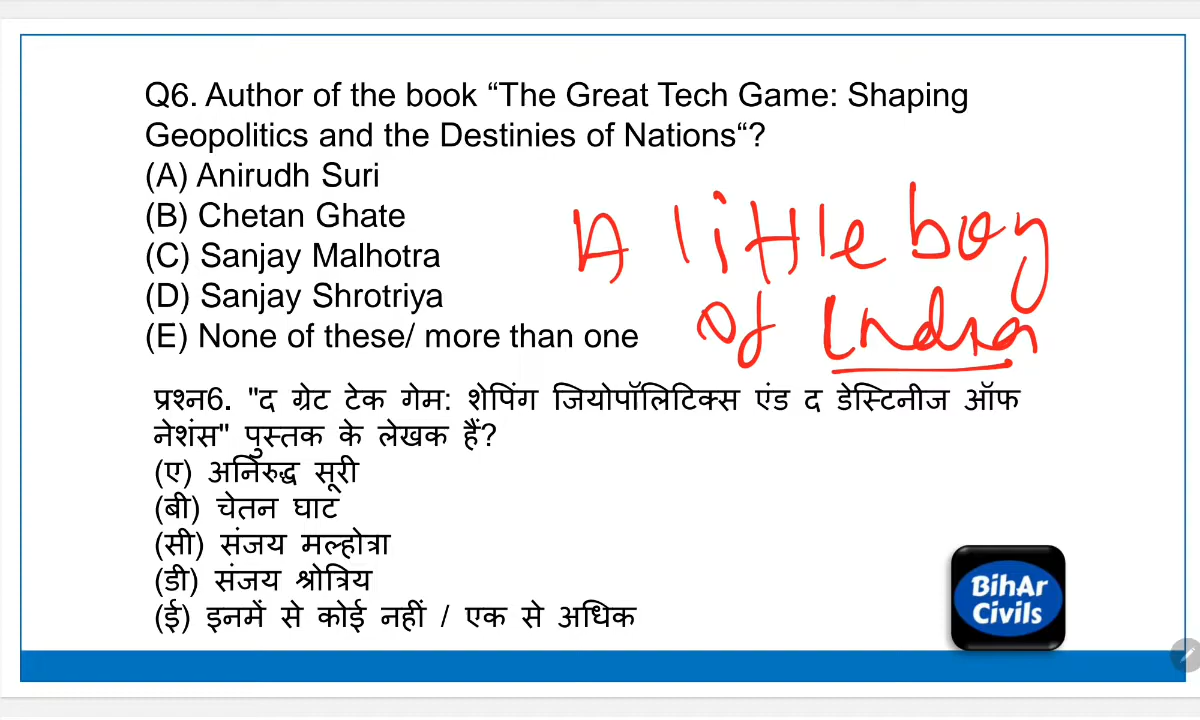 Q6. Author of the book “The Great Tech Game: Shaping
Geopolitics and the Destinies of Nations“?
(A) Anirudh Suri
(B) Chetan Ghate
(C) Sanjay Malhotra
(D) Sanjay Shrotriya
(E) None of these/ more than one
A little boy
of India
प्रश्न6. "द ग्रेट टेक गेम: शेपिंग जियोपॉलिटिक्स एंड द डेस्टिनीज ऑफ
नेशंस" पुस्तक के लेखक हैं?
(ए) अनिरुद्ध सूरी
(बी) चेतन घाटे
(सी) संजय मल्होत्रा
(डी) संजय श्रोत्रिय
(ई) इनमें से कोई नहीं / एक से अधिक
BihAr
Civils